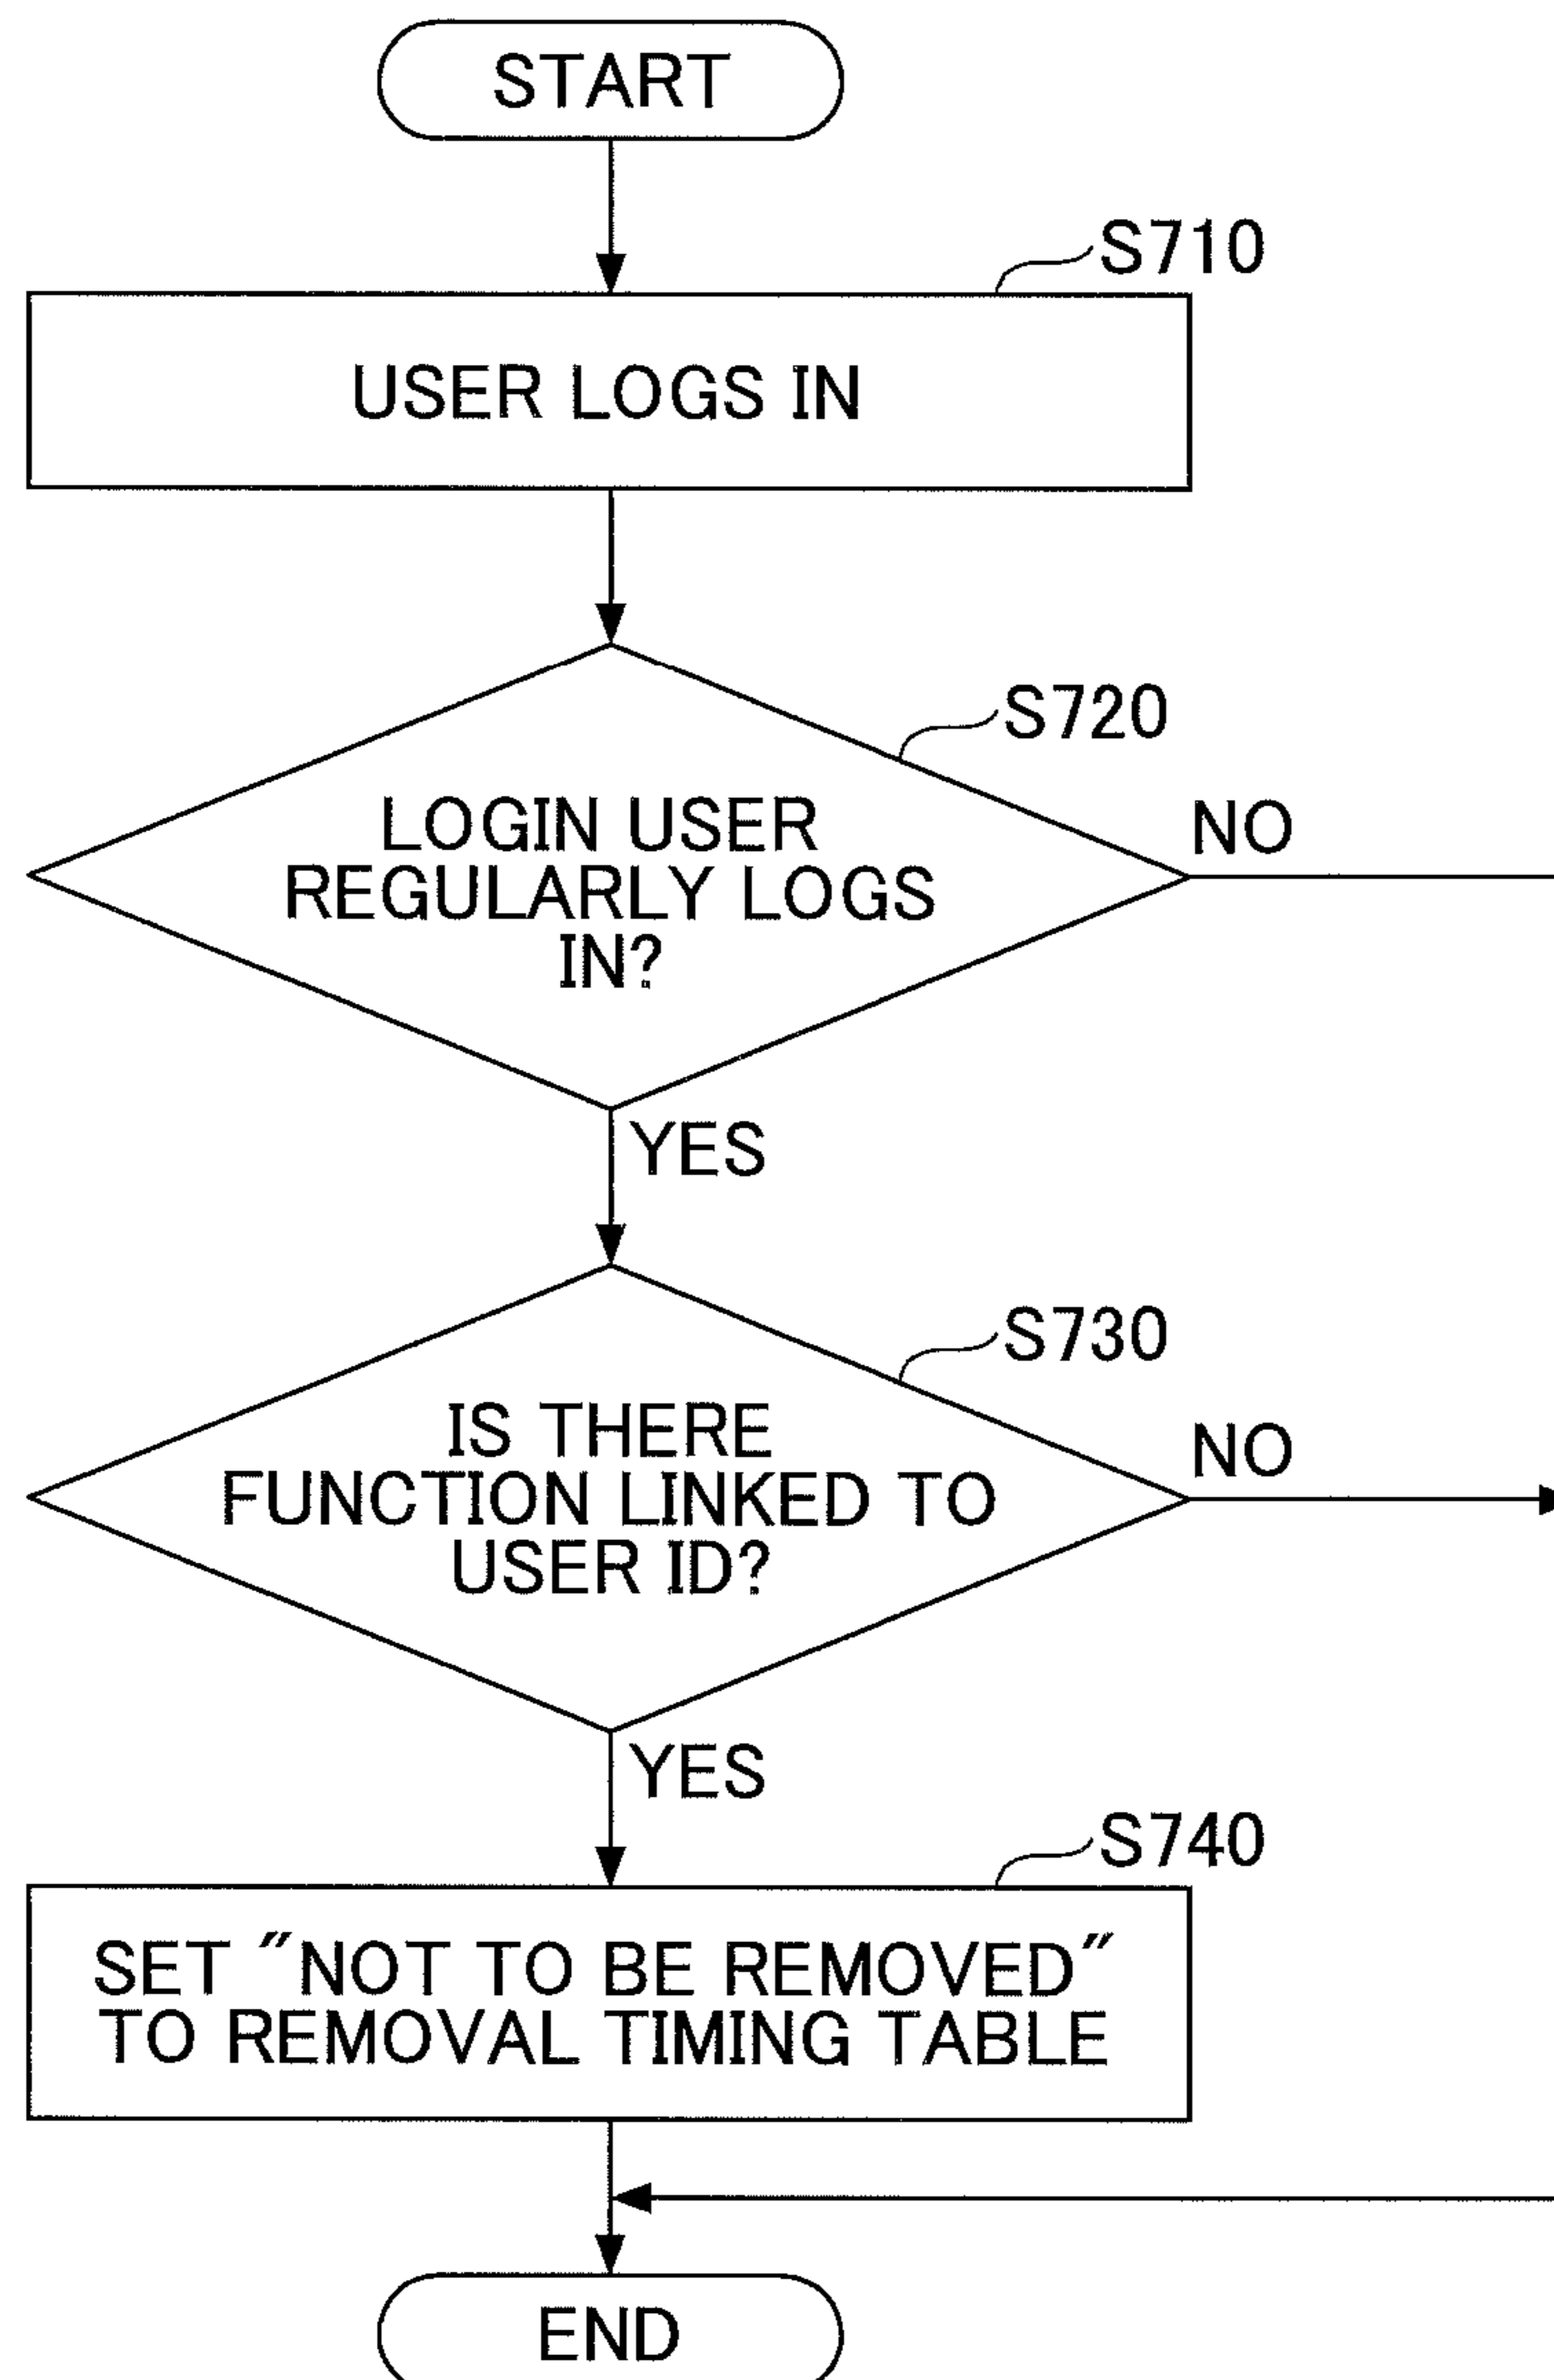 START
S710
USER LOGS IN
S720
LOGIN USER
REGULARLY LOGS
IN?
NO
YES
S730
IS THERE
FUNCTION LINKED TO
USER ID?
NO
YES
S740
SET "NOT TO BE REMOVED"
TO REMOVAL TIMING TABLE
END